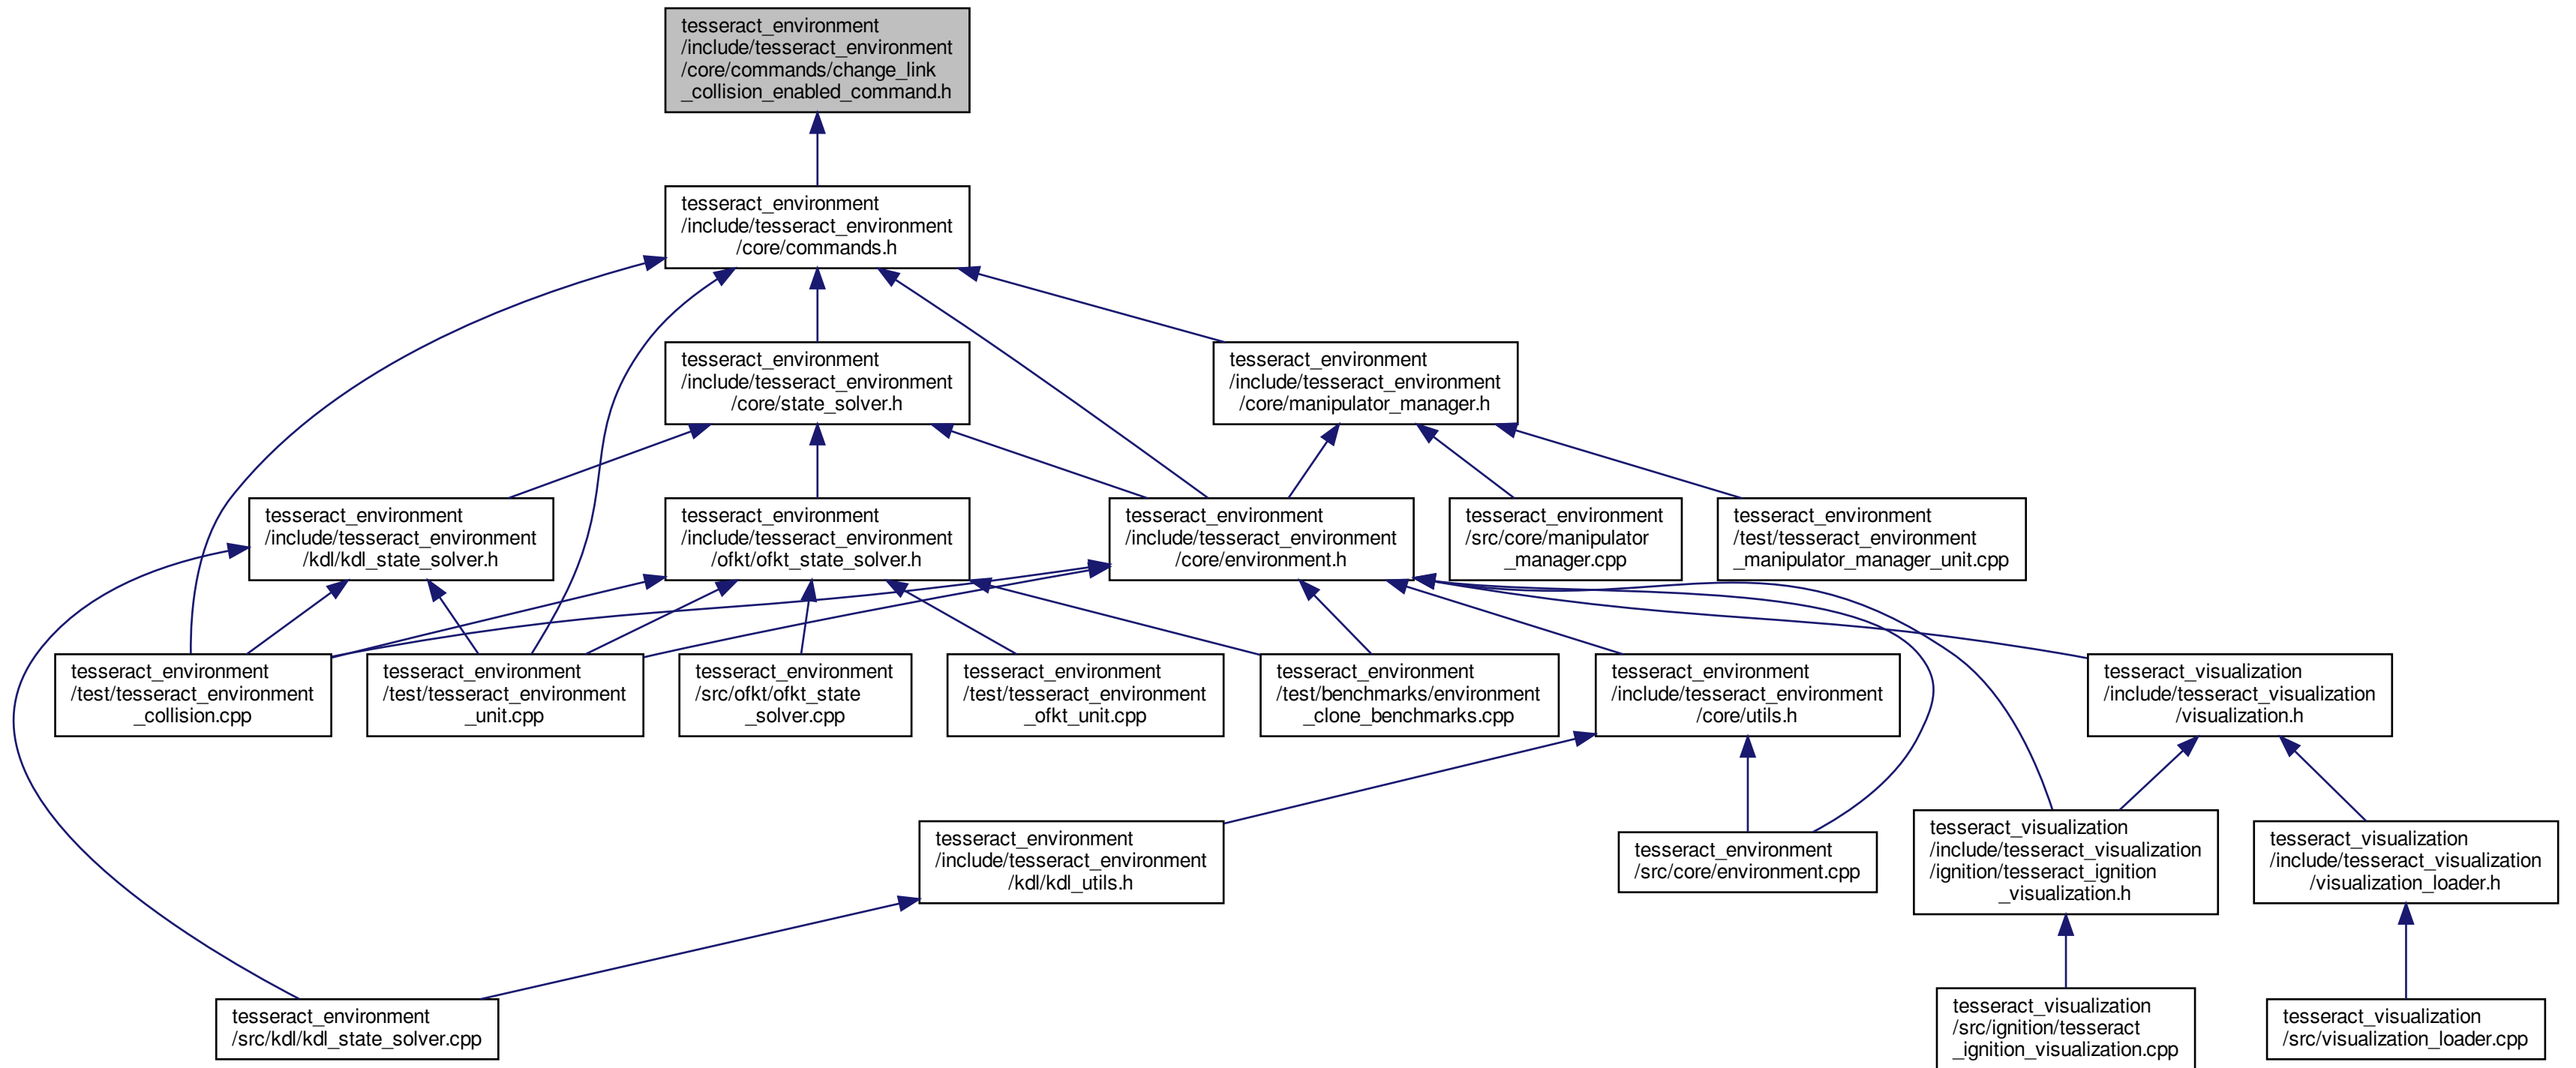 tesseract_environment
/include/tesseract_environment
/core/commands/change_link
_collision_enabled_command.h
tesseract_environment
/include/tesseract_environment
/core/commands.h
tesseract_environment
/include/tesseract_environment
/core/state_solver.h
tesseract_environment
/include/tesseract_environment
/core/manipulator_manager.h
tesseract_environment
/include/tesseract_environment
/kdl/kdl_state_solver.h
tesseract_environment
/include/tesseract_environment
/ofkt/ofkt_state_solver.h
tesseract_environment
/include/tesseract_environment
/core/environment.h
tesseract_environment
/src/core/manipulator
_manager.cpp
tesseract_environment
/test/tesseract_environment
_manipulator_manager_unit.cpp
tesseract_environment
/test/tesseract_environment
_collision.cpp
tesseract_environment
/test/tesseract_environment
_unit.cpp
tesseract_environment
/src/ofkt/ofkt_state
_solver.cpp
tesseract_environment
/test/tesseract_environment
_ofkt_unit.cpp
tesseract_environment
/test/benchmarks/environment
_clone_benchmarks.cpp
tesseract_environment
/include/tesseract_environment
/core/utils.h
tesseract_visualization
/include/tesseract_visualization
/visualization.h
tesseract_environment
/include/tesseract_environment
/kdl/kdl_utils.h
tesseract_environment
/src/core/environment.cpp
tesseract_visualization
/include/tesseract_visualization
/ignition/tesseract_ignition
_visualization.h
tesseract_visualization
/include/tesseract_visualization
/visualization_loader.h
tesseract_environment
/src/kdl/kdl_state_solver.cpp
tesseract_visualization
/src/ignition/tesseract
_ignition_visualization.cpp
tesseract_visualization
/src/visualization_loader.cpp